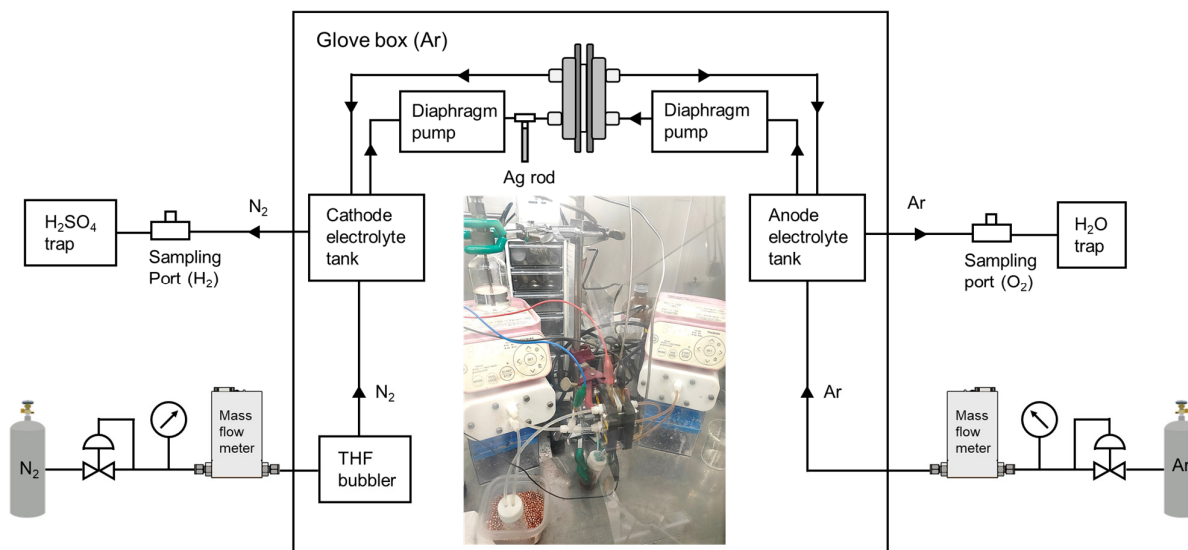 Glove box (Ar)
Diaphragm
pump
Diaphragm
pump
Ag rod
H₂SO₄
trap
N₂
Sampling
Port (H₂)
Cathode
electrolyte
tank
Anode
electrolyte
tank
Ar
Sampling
port (O₂)
H₂O
trap
N₂
Ar
N₂
Mass
flow
meter
THF
bubbler
Mass
flow
meter
Ar